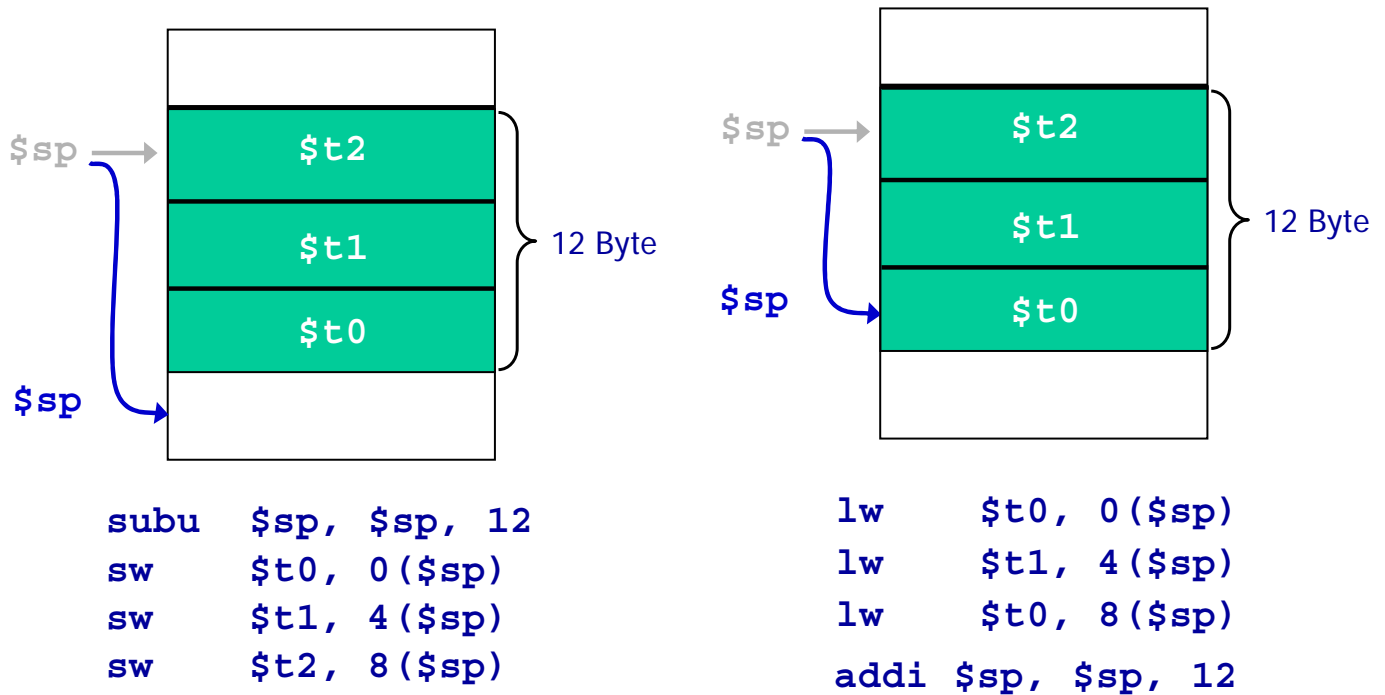 $sp
$t2
$t1
$t0
12 Byte
$sp
subu $sp, $sp, 12
sw $t0, 0($sp)
sw $t1, 4($sp)
sw $t2, 8($sp)
$sp
$t2
$t1
$t0
12 Byte
$sp
lw $t0, 0($sp)
lw $t1, 4($sp)
lw $t0, 8($sp)
addi $sp, $sp, 12